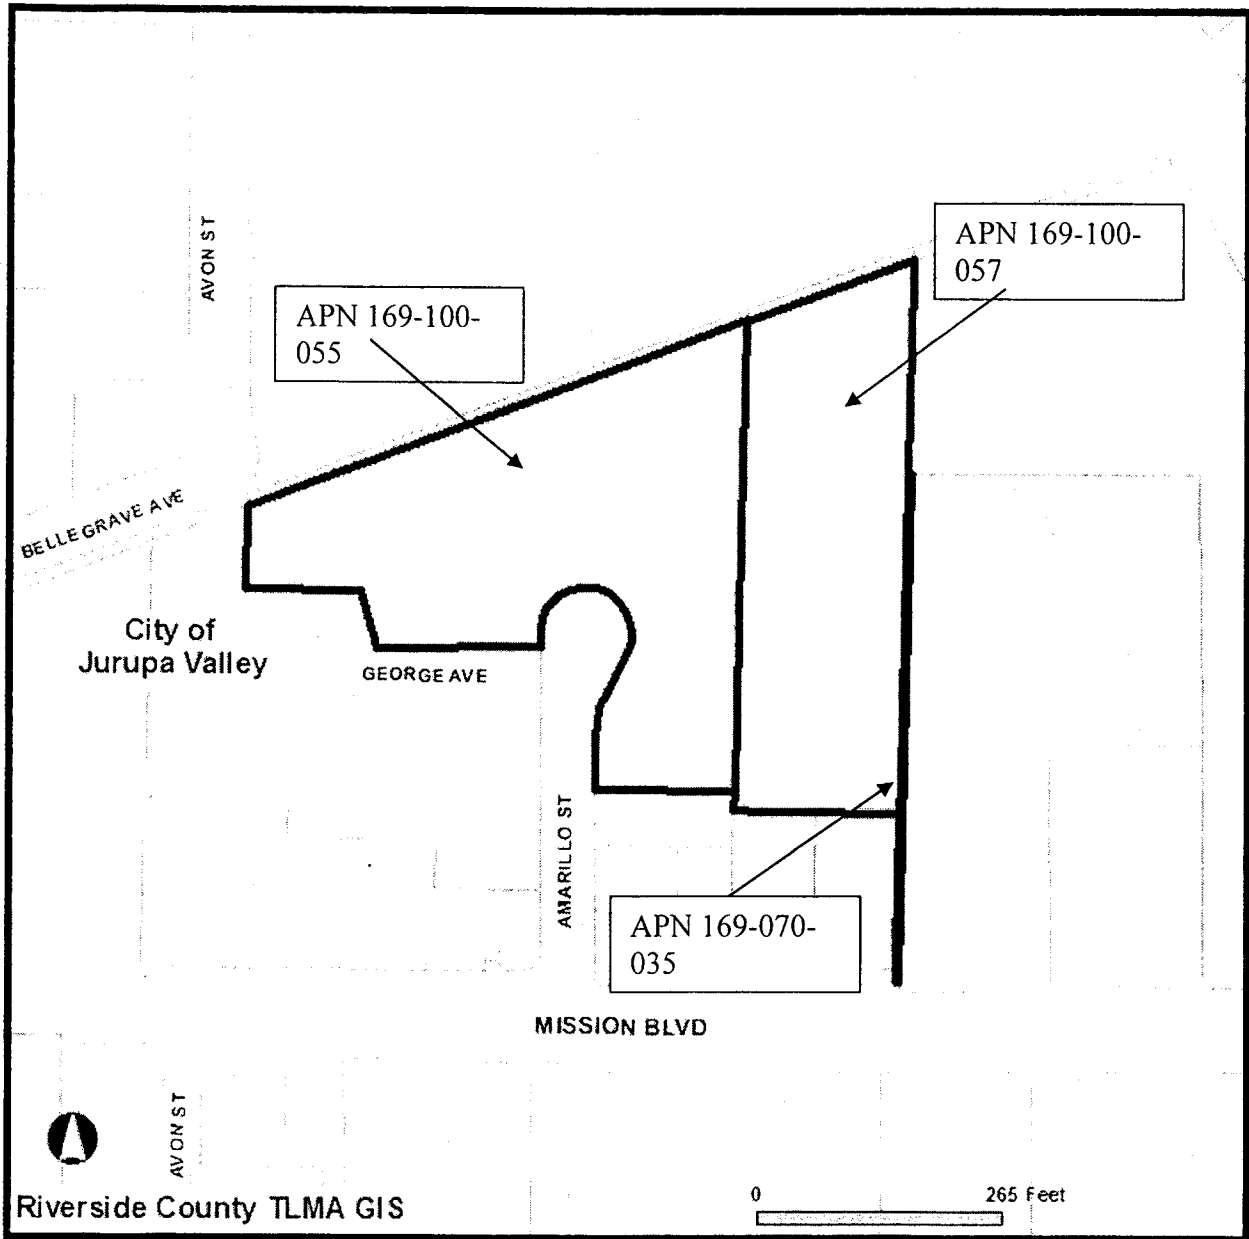 AVON ST
APN 169-100-
057
APN 169-100-
055
BELLEGRAVE AVE
City of
Jurupa Valley
GEORGE AVE
AMARILLO ST
APN 169-070-
035
MISSION BLVD
AVON ST
0 265 Feet
Riverside County TLMA GIS